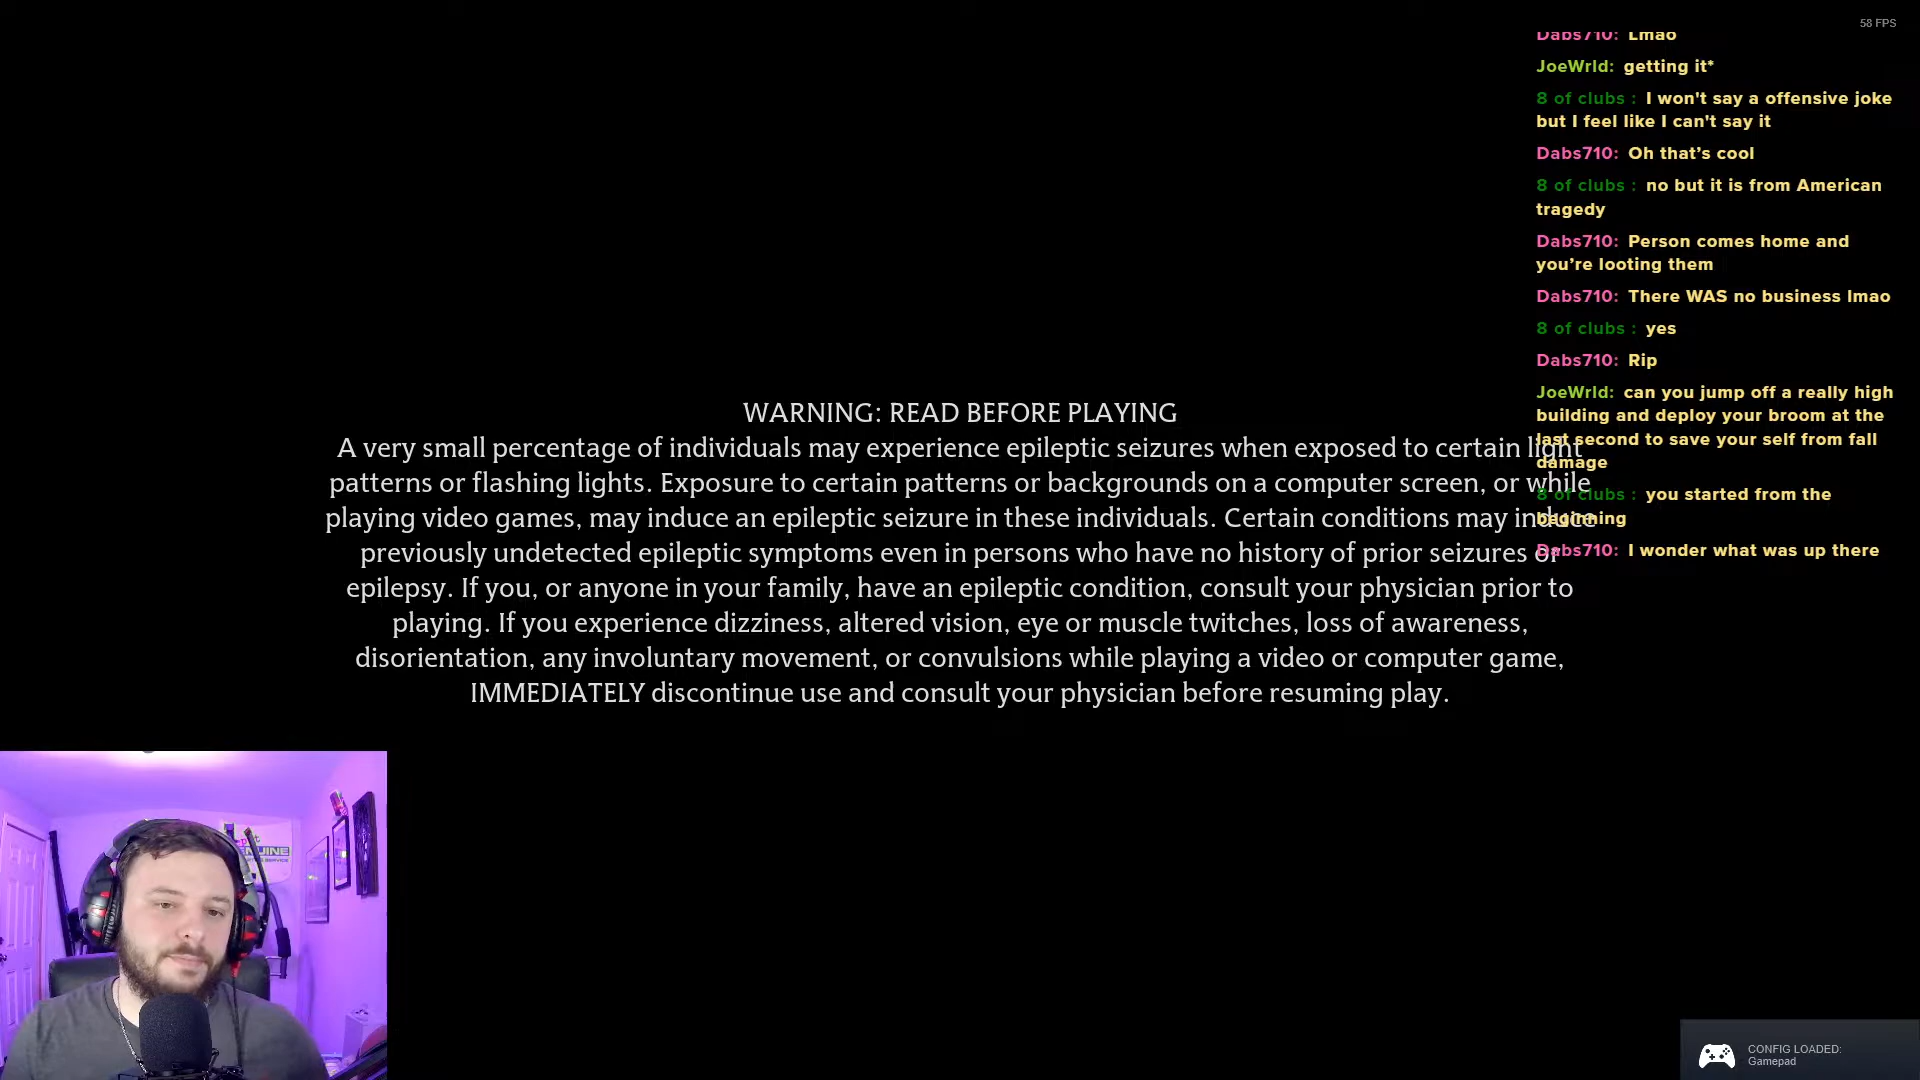 58 FPS
Dabs710: Lmao
JoeWrld: getting it*
8 of clubs : I won't say a offensive joke
but I feel like I can't say it
Dabs710: Oh that’s cool
8 of clubs : no but it is from American
tragedy
Dabs710: Person comes home and
you’re looting them
Dabs710: There WAS no business lmao
8 of clubs : yes
Dabs710: Rip
JoeWrld: can you jump off a really high
building and deploy your broom at the
last second to save your self from fall
damage
8 of clubs : you started from the
beginning
Dabs710: I wonder what was up there
WARNING: READ BEFORE PLAYING
A very small percentage of individuals may experience epileptic seizures when exposed to certain light
patterns or flashing lights. Exposure to certain patterns or backgrounds on a computer screen, or while
playing video games, may induce an epileptic seizure in these individuals. Certain conditions may induce
previously undetected epileptic symptoms even in persons who have no history of prior seizures or
epilepsy. If you, or anyone in your family, have an epileptic condition, consult your physician prior to
playing. If you experience dizziness, altered vision, eye or muscle twitches, loss of awareness,
disorientation, any involuntary movement, or convulsions while playing a video or computer game,
IMMEDIATELY discontinue use and consult your physician before resuming play.
CONFIG LOADED:
Gamepad